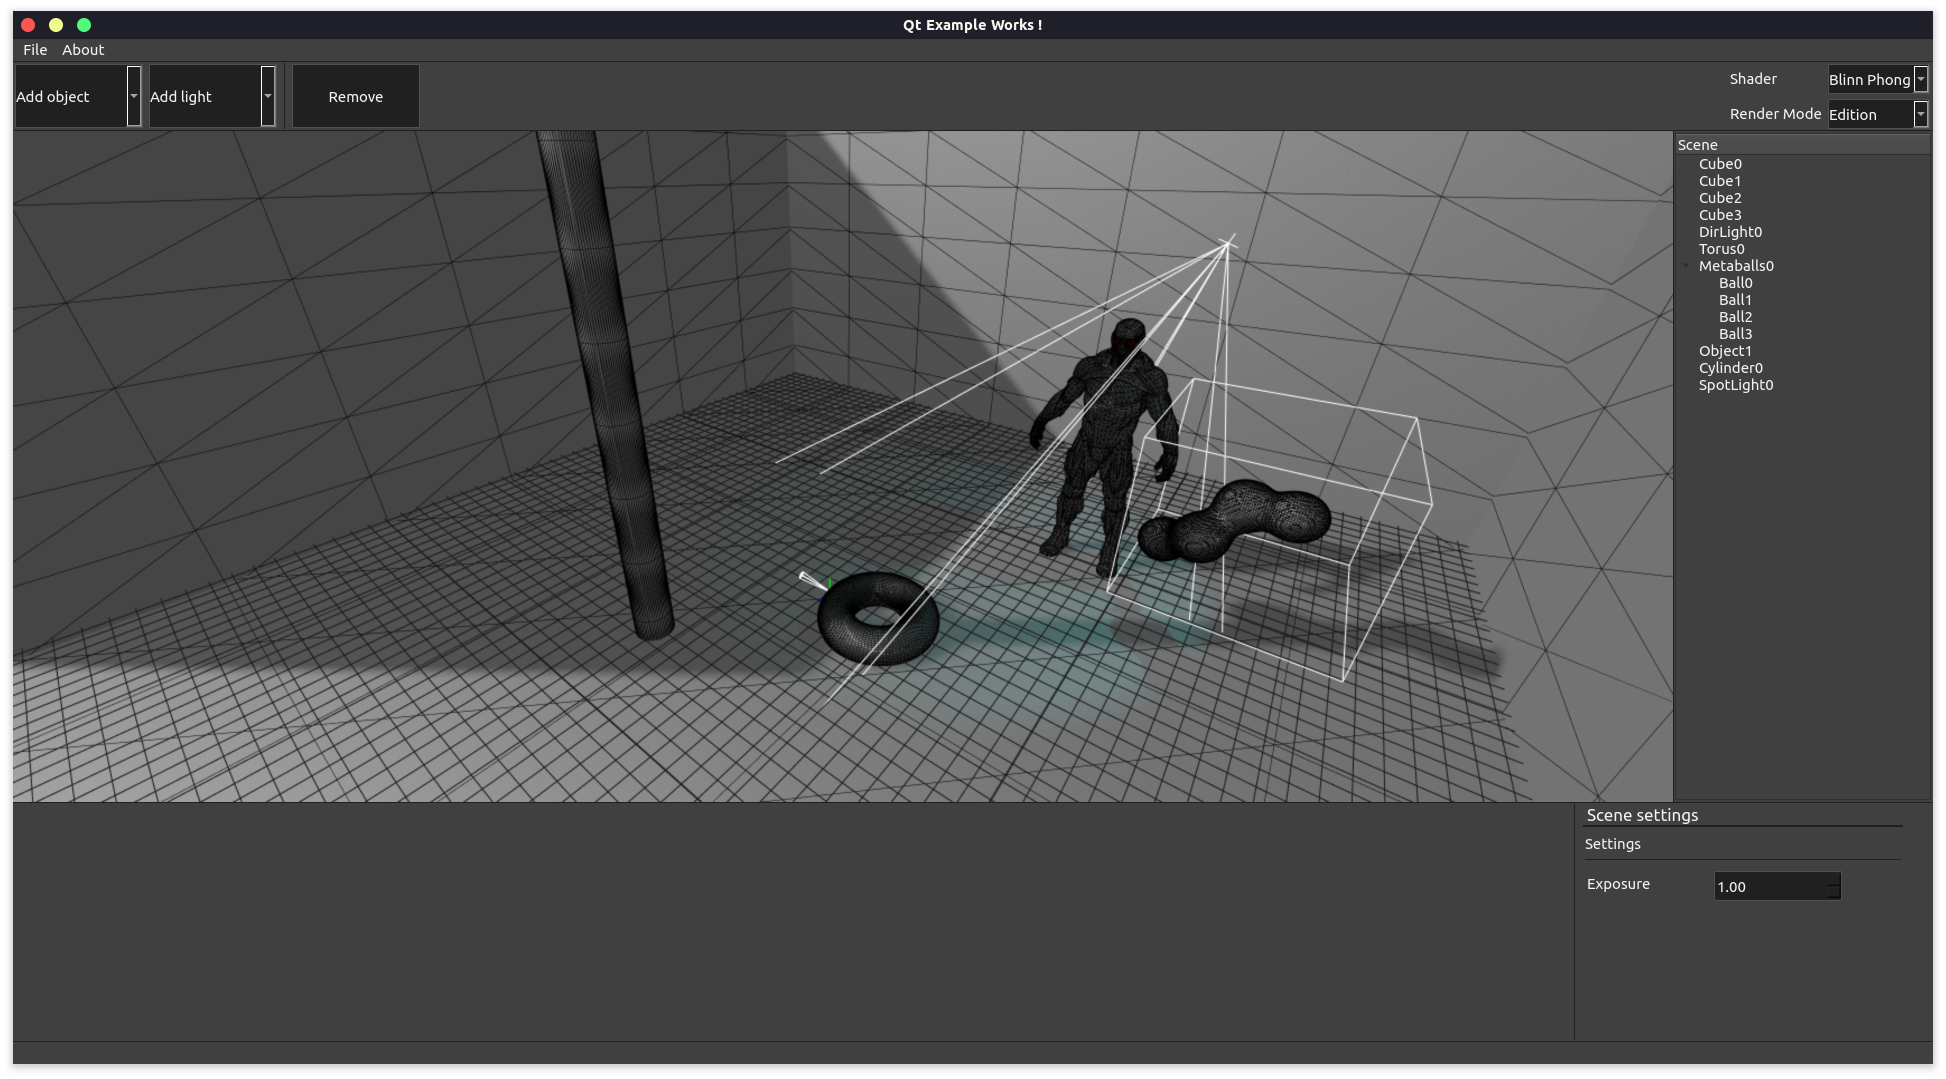 Qt Example Works !
File About
Add object Add light Remove
Shader Blinn Phong
Render Mode Edition
Scene
Cube0
Cube1
Cube2
Cube3
DirLight0
Torus0
Metaballs0
Ball0
Ball1
Ball2
Ball3
Object1
Cylinder0
SpotLight0
Scene settings
Settings
Exposure 1.00